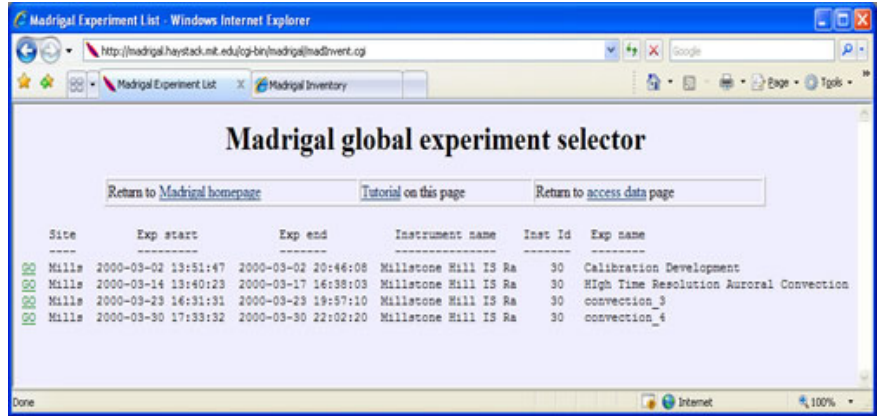 Madrigal Experiment List - Windows Internet Explorer
http://madrigal.haystack.mit.edu/cgi-bin/madrigal/madInvent.cgi
Google
Madrigal Experiment List X Madrigal Inventory
Page Tools
Madrigal global experiment selector
Return to Madrigal homepage Tutorial on this page Return to access data page
Site Exp start Exp end Instrument name Inst Id Exp name
---- --------- ------- --------------- ------- --------
GO Mills 2000-03-02 13:51:47 2000-03-02 20:46:08 Millstone Hill IS Ra 30 Calibration Development
GO Mills 2000-03-14 13:40:23 2000-03-17 16:38:03 Millstone Hill IS Ra 30 HIgh Time Resolution Auroral Convection
GO Mills 2000-03-23 16:31:31 2000-03-23 19:57:10 Millstone Hill IS Ra 30 convection_3
GO Mills 2000-03-30 17:33:32 2000-03-30 22:02:20 Millstone Hill IS Ra 30 convection_4
Done Internet 100%